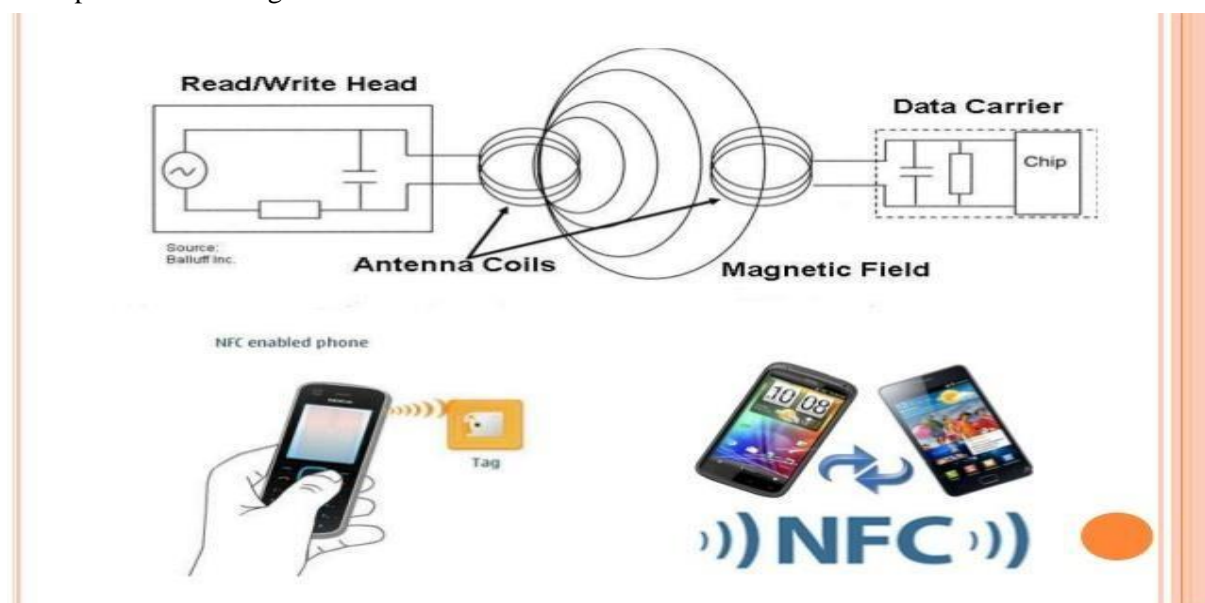 Read/Write Head
Data Carrier
Chip
Source:
Balluff Inc.
Antenna Coils
Magnetic Field
NFC enabled phone
NOKIA
Tag
10 08
))) NFC )))